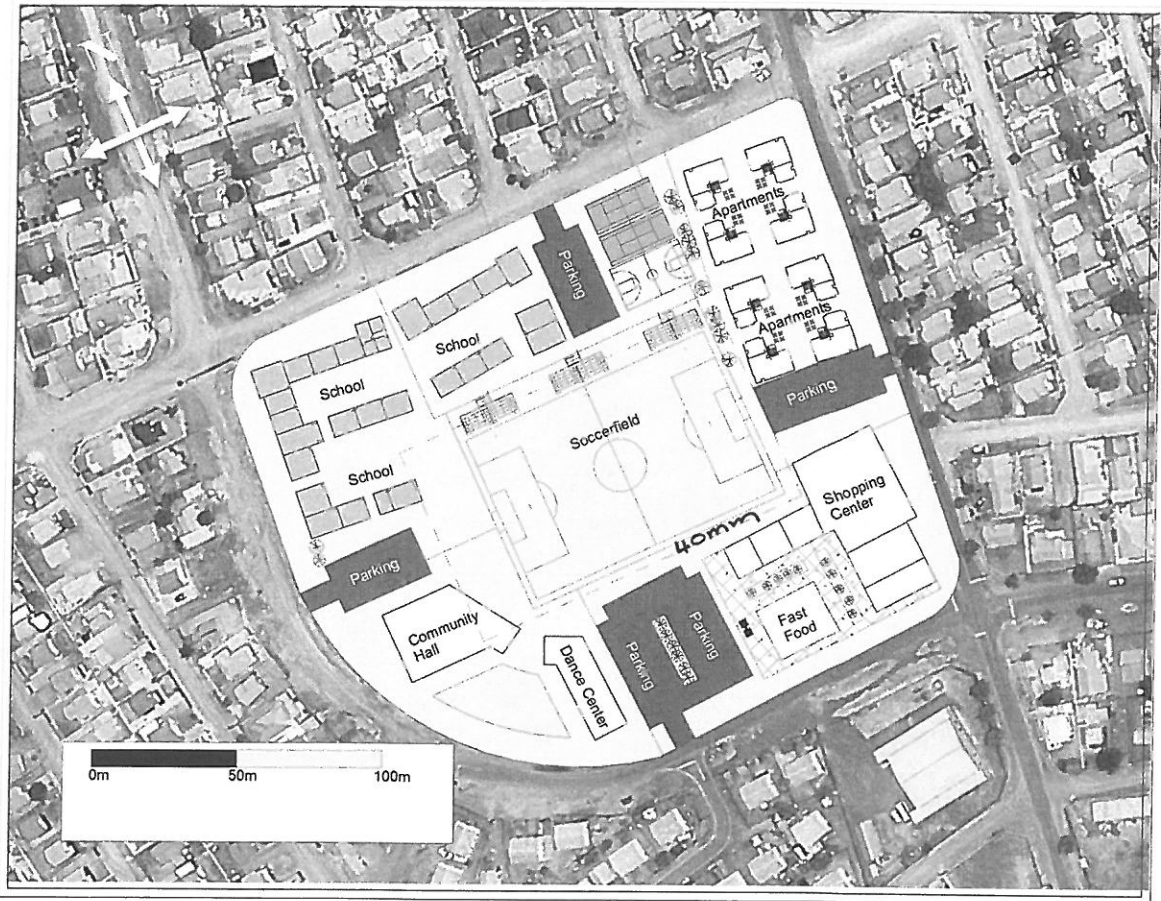 Apartments
Parking
Apartments
School
School
Parking
Soccerfield
School
Shopping
Center
Parking
Community
Hall
Fast
Food
Parking
Parking
Dance Center
0m 50m 100m